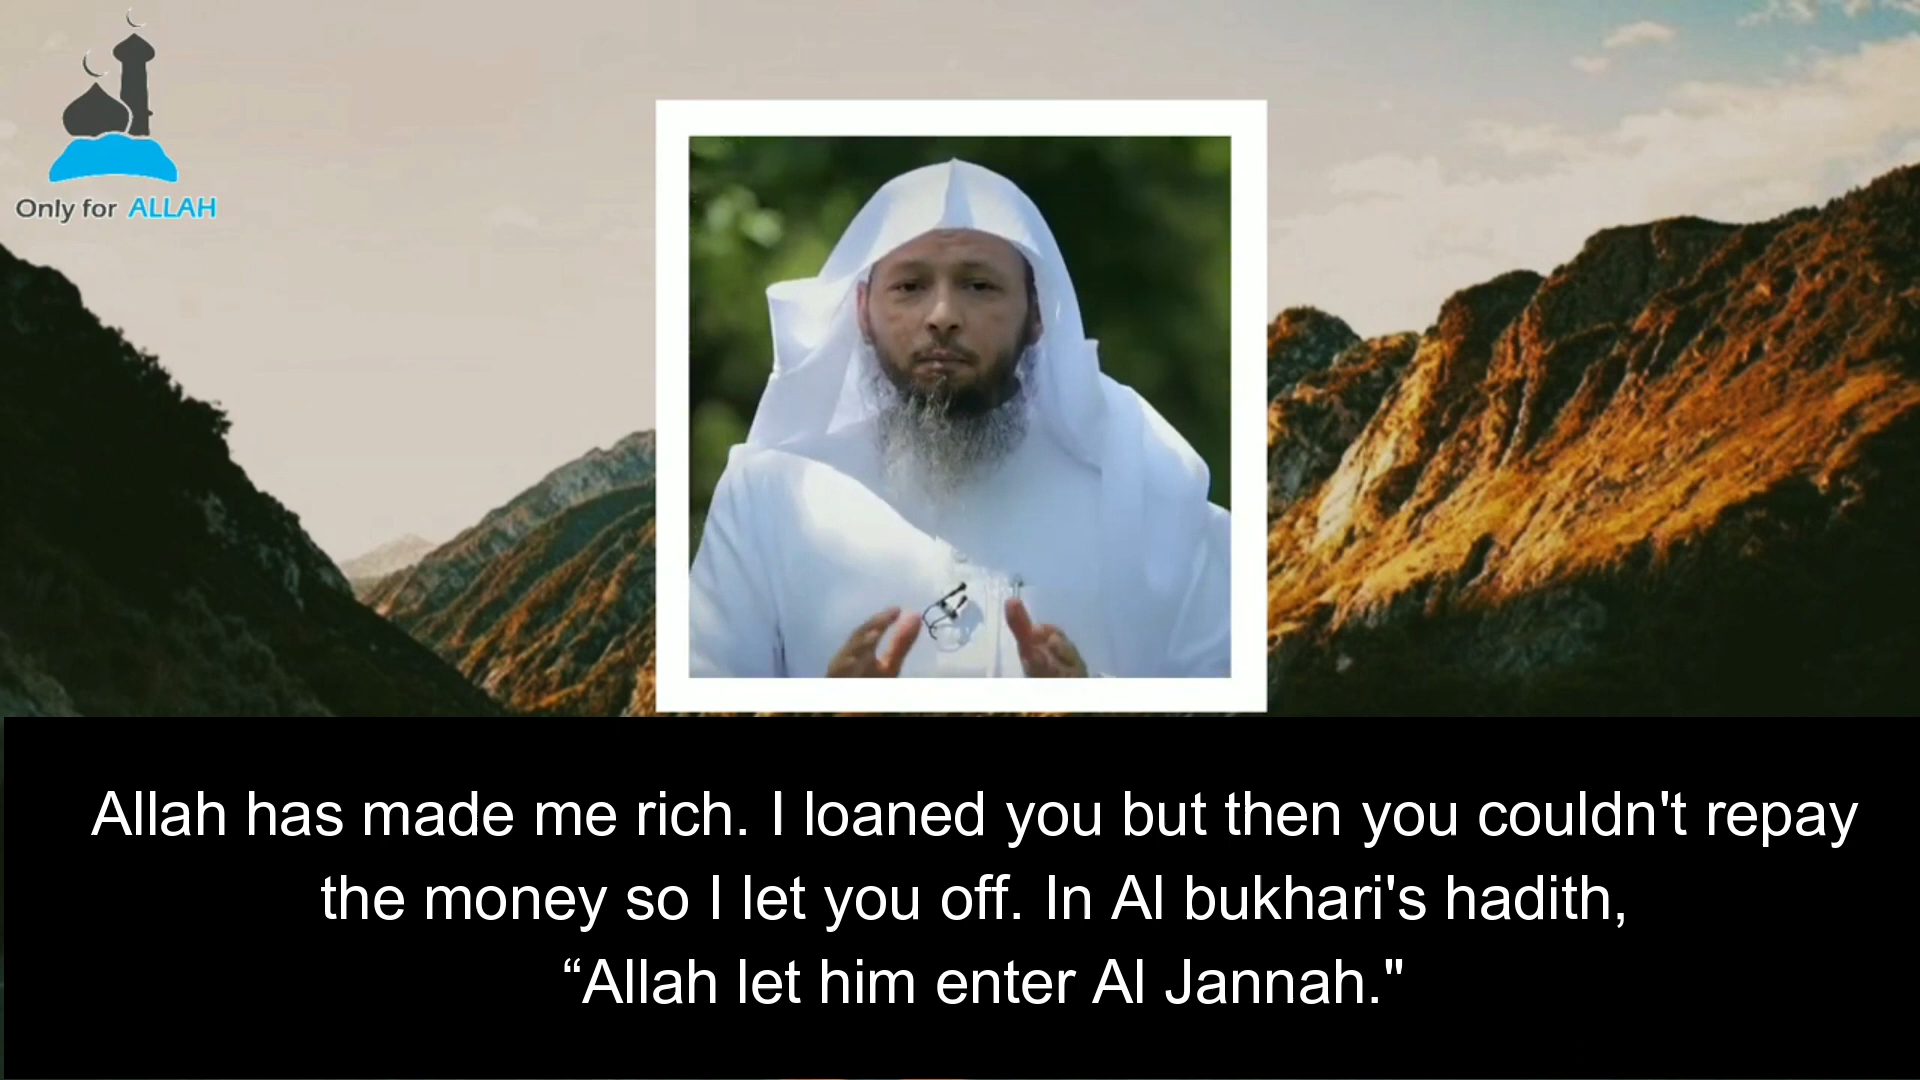 Only for ALLAH
Allah has made me rich. I loaned you but then you couldn't repay
the money so I let you off. In Al bukhari's hadith,
“Allah let him enter Al Jannah."